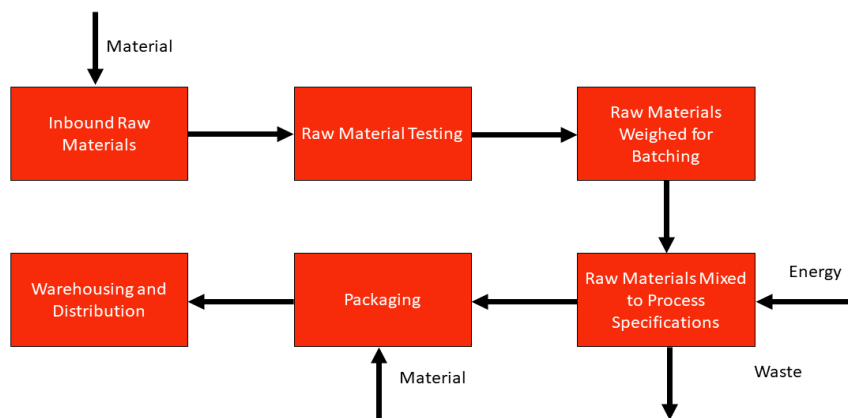 Material
Inbound Raw
Materials
Raw Material Testing
Raw Materials
Weighed for
Batching
Warehousing and
Distribution
Packaging
Raw Materials Mixed
to Process
Specifications
Energy
Material
Waste